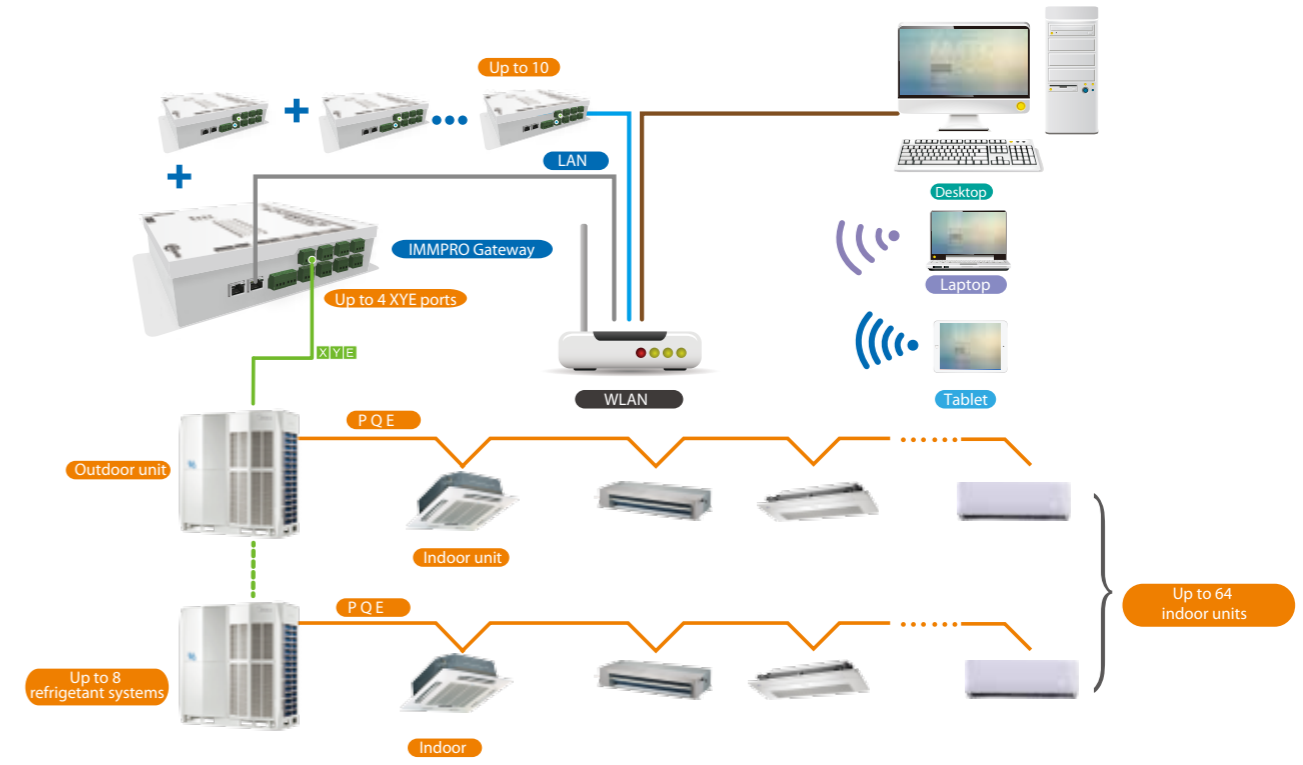 Up to 10
LAN
Desktop
IMMPRO Gateway
Laptop
Up to 4 XYE ports
X Y E
WLAN
Tablet
P Q E
Outdoor unit
Indoor unit
P Q E
Up to 64
indoor units
Up to 8
refrigetant systems
Indoor